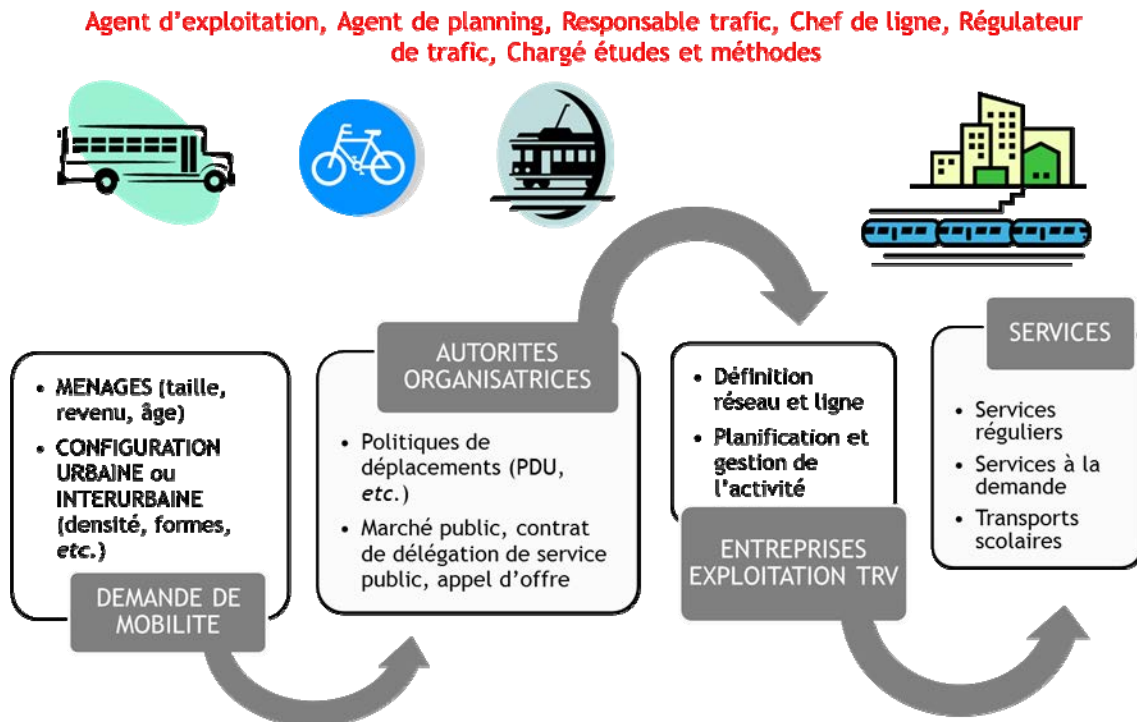 Agent d'exploitation, Agent de planning, Responsable trafic, Chef de ligne, Régulateur
de trafic, Chargé études et méthodes
• MENAGES (taille,
revenu, âge)
• CONFIGURATION
URBAINE ou
INTERURBAINE
(densité, formes,
etc.)
DEMANDE DE
MOBILITE
AUTORITES
ORGANISATRICES
• Politiques de
déplacements (PDU,
etc.)
• Marché public, contrat
de délégation de service
public, appel d'offre
• Définition
réseau et ligne
• Planification et
gestion de
l'activité
ENTREPRISES
EXPLOITATION TRV
SERVICES
• Services
réguliers
• Services à la
demande
• Transports
scolaires